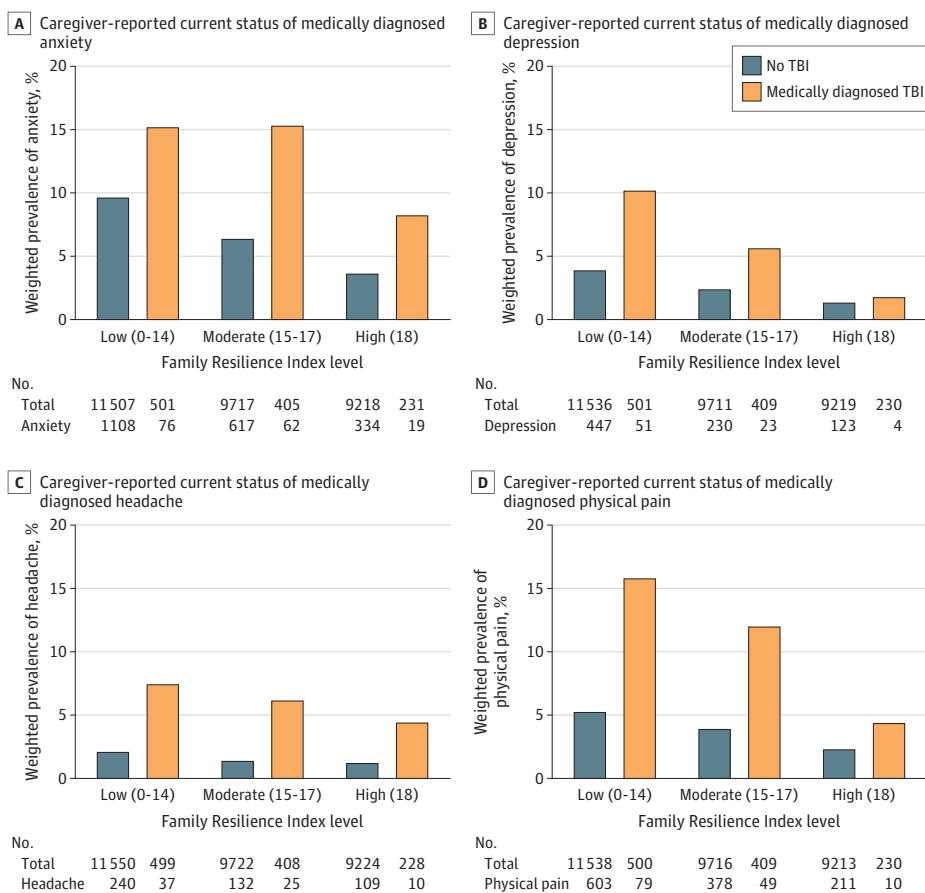 A Caregiver-reported current status of medically diagnosed
anxiety
Weighted prevalence of anxiety, %
20
15
10
5
0
Low (0-14) Moderate (15-17) High (18)
Family Resilience Index level
No.
Total 11507 501 9717 405 9218 231
Anxiety 1108 76 617 62 334 19
B Caregiver-reported current status of medically diagnosed
depression
No TBI
Medically diagnosed TBI
Weighted prevalence of depression, %
20
15
10
5
0
Low (0-14) Moderate (15-17) High (18)
Family Resilience Index level
No.
Total 11536 501 9711 409 9219 230
Depression 447 51 230 23 123 4
C Caregiver-reported current status of medically
diagnosed headache
Weighted prevalence of headache, %
20
15
10
5
0
Low (0-14) Moderate (15-17) High (18)
Family Resilience Index level
No.
Total 11550 499 9722 408 9224 228
Headache 240 37 132 25 109 10
D Caregiver-reported current status of medically
diagnosed physical pain
Weighted prevalence of
physical pain, %
20
15
10
5
0
Low (0-14) Moderate (15-17) High (18)
Family Resilience Index level
No.
Total 11538 500 9716 409 9213 230
Physical pain 603 79 378 49 211 10